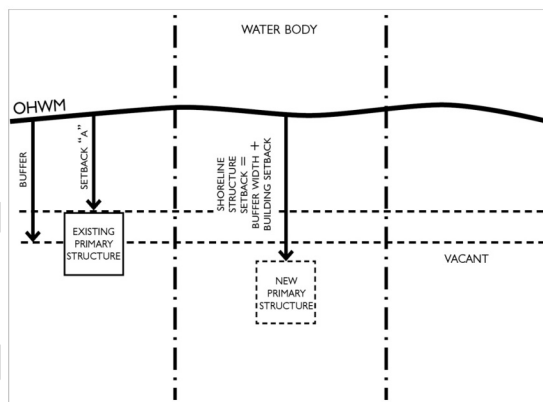 WATER BODY
OHWM
BUFFER
SETBACK "A"
SHORELINE
STRUCTURE
SETBACK =
BUFFER WIDTH +
BUILDING SETBACK
EXISTING
PRIMARY
STRUCTURE
VACANT
NEW
PRIMARY
STRUCTURE